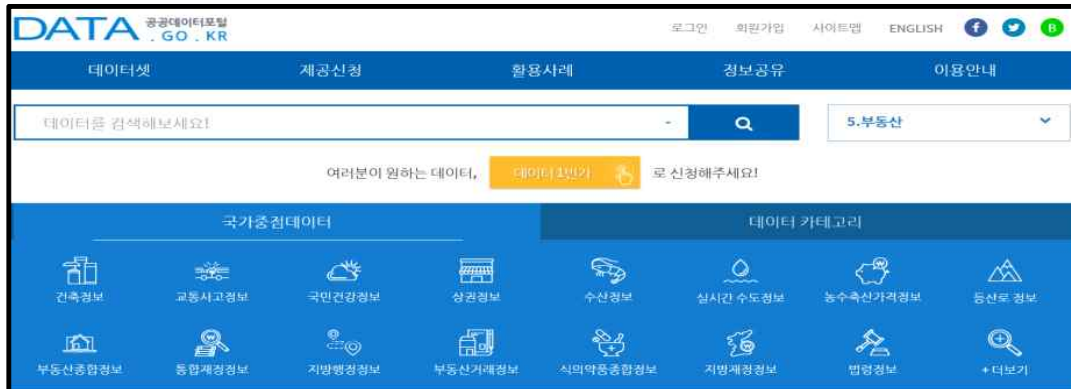 DATA 공공데이터포털
. GO . KR
로그인 회원가입 사이트맵 ENGLISH f B
데이터셋 제공신청 활용사례 정보공유 이용안내
데이터를 검색해보세요! 5.부동산
여러분이 원하는 데이터, 데이터1번가 로 신청해주세요!
국가중점데이터 데이터 카테고리
건축정보 교통사고정보 국민건강정보 상권정보 수산정보 실시간 수도정보 농수축산가격정보 등산로 정보
부동산종합정보 통합재정정보 지방행정정보 부동산거래정보 식의약품종합정보 지방재정정보 법령정보 +더보기